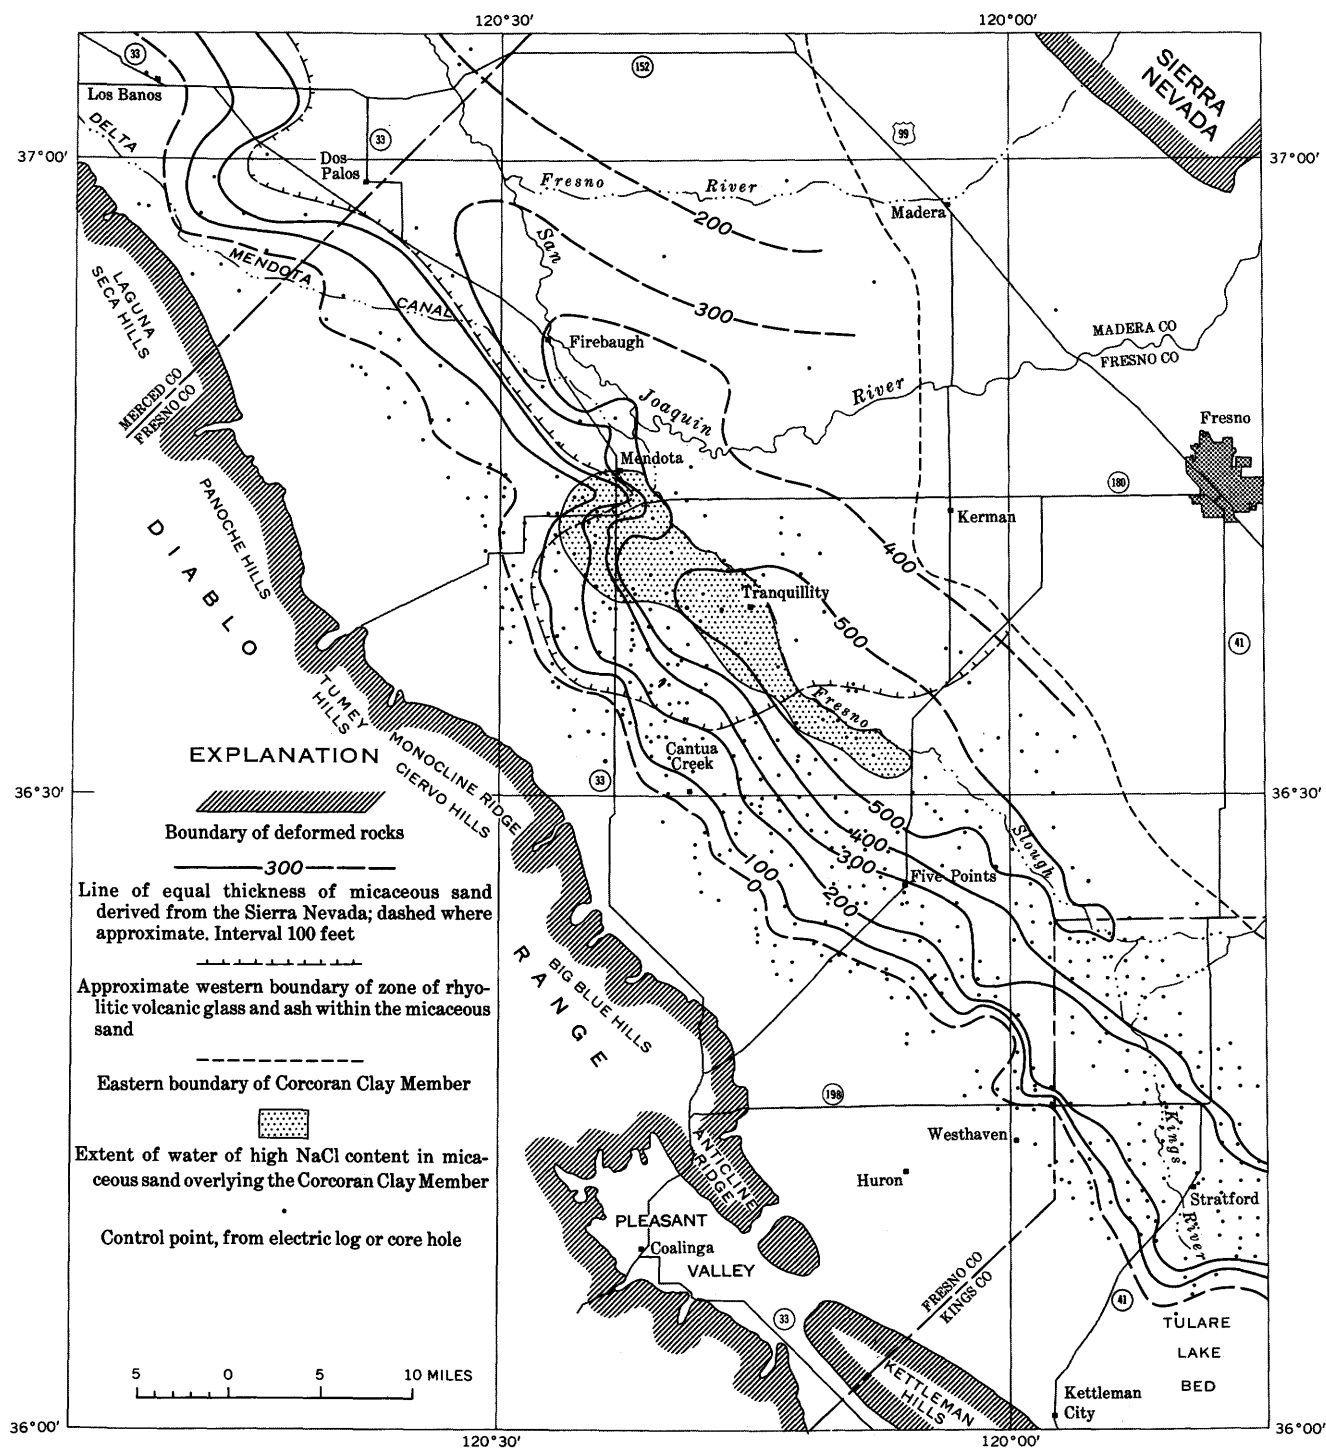 120°30′
120°00′
33
152
Los Banos
SIERRA
NEVADA
99
DELTA
33
37°00′
37°00′
Dos
Palos
Fresno
River
Madera
200
San
MENDOTA
LAGUNA
SECA HILLS
CANAL
300
MADERA CO
FRESNO CO
Firebaugh
MERCED CO
FRESNO CO
Joaquin
River
Fresno
Mendota
180
PANOCHE HILLS
Kerman
DIABLO
400
33
Tranquillity
500
41
TUMEY
HILLS
Fresno
EXPLANATION
MONOCLINE RIDGE
CIERVO HILLS
Cantua
Creek
33
36°30′
36°30′
Boundary of deformed rocks
500
400
300
Slough
300
Line of equal thickness of micaceous sand
derived from the Sierra Nevada; dashed where
approximate. Interval 100 feet
100
0
200
Five Points
Approximate western boundary of zone of rhyo-
litic volcanic glass and ash within the micaceous
sand
RANGE
BIG BLUE HILLS
Eastern boundary of Corcoran Clay Member
198
Extent of water of high NaCl content in mica-
ceous sand overlying the Corcoran Clay Member
ANTICLINE
RIDGE
Westhaven
Kings
River
Huron
Stratford
Control point, from electric log or core hole
PLEASANT
VALLEY
Coalinga
FRESNO CO
KINGS CO
33
41
TULARE
LAKE
BED
5 0 5 10 MILES
KETTLEMAN
HILLS
Kettleman
City
36°00′
36°00′
120°30′
120°00′